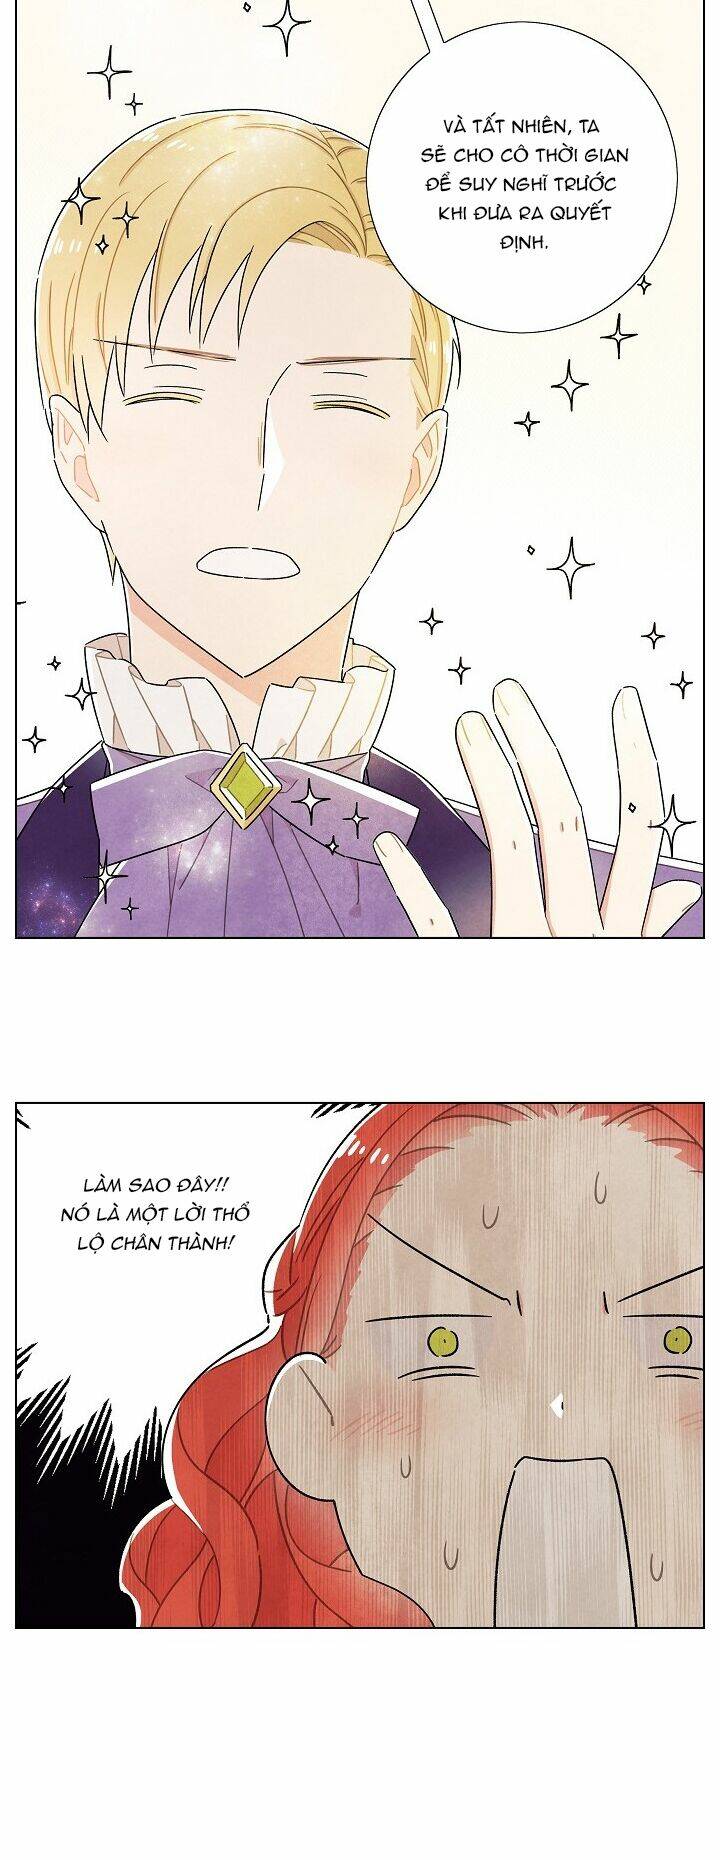 VÀ TẤT NHIÊN, TA
SẼ CHO CÔ THỜI GIAN
ĐỂ SUY NGHĨ TRƯỚC
KHI ĐƯA RA QUYẾT
ĐỊNH.
LÀM SAO ĐÂY!!
NÓ LÀ MỘT LỜI THỔ
LỘ CHÂN THÀNH!